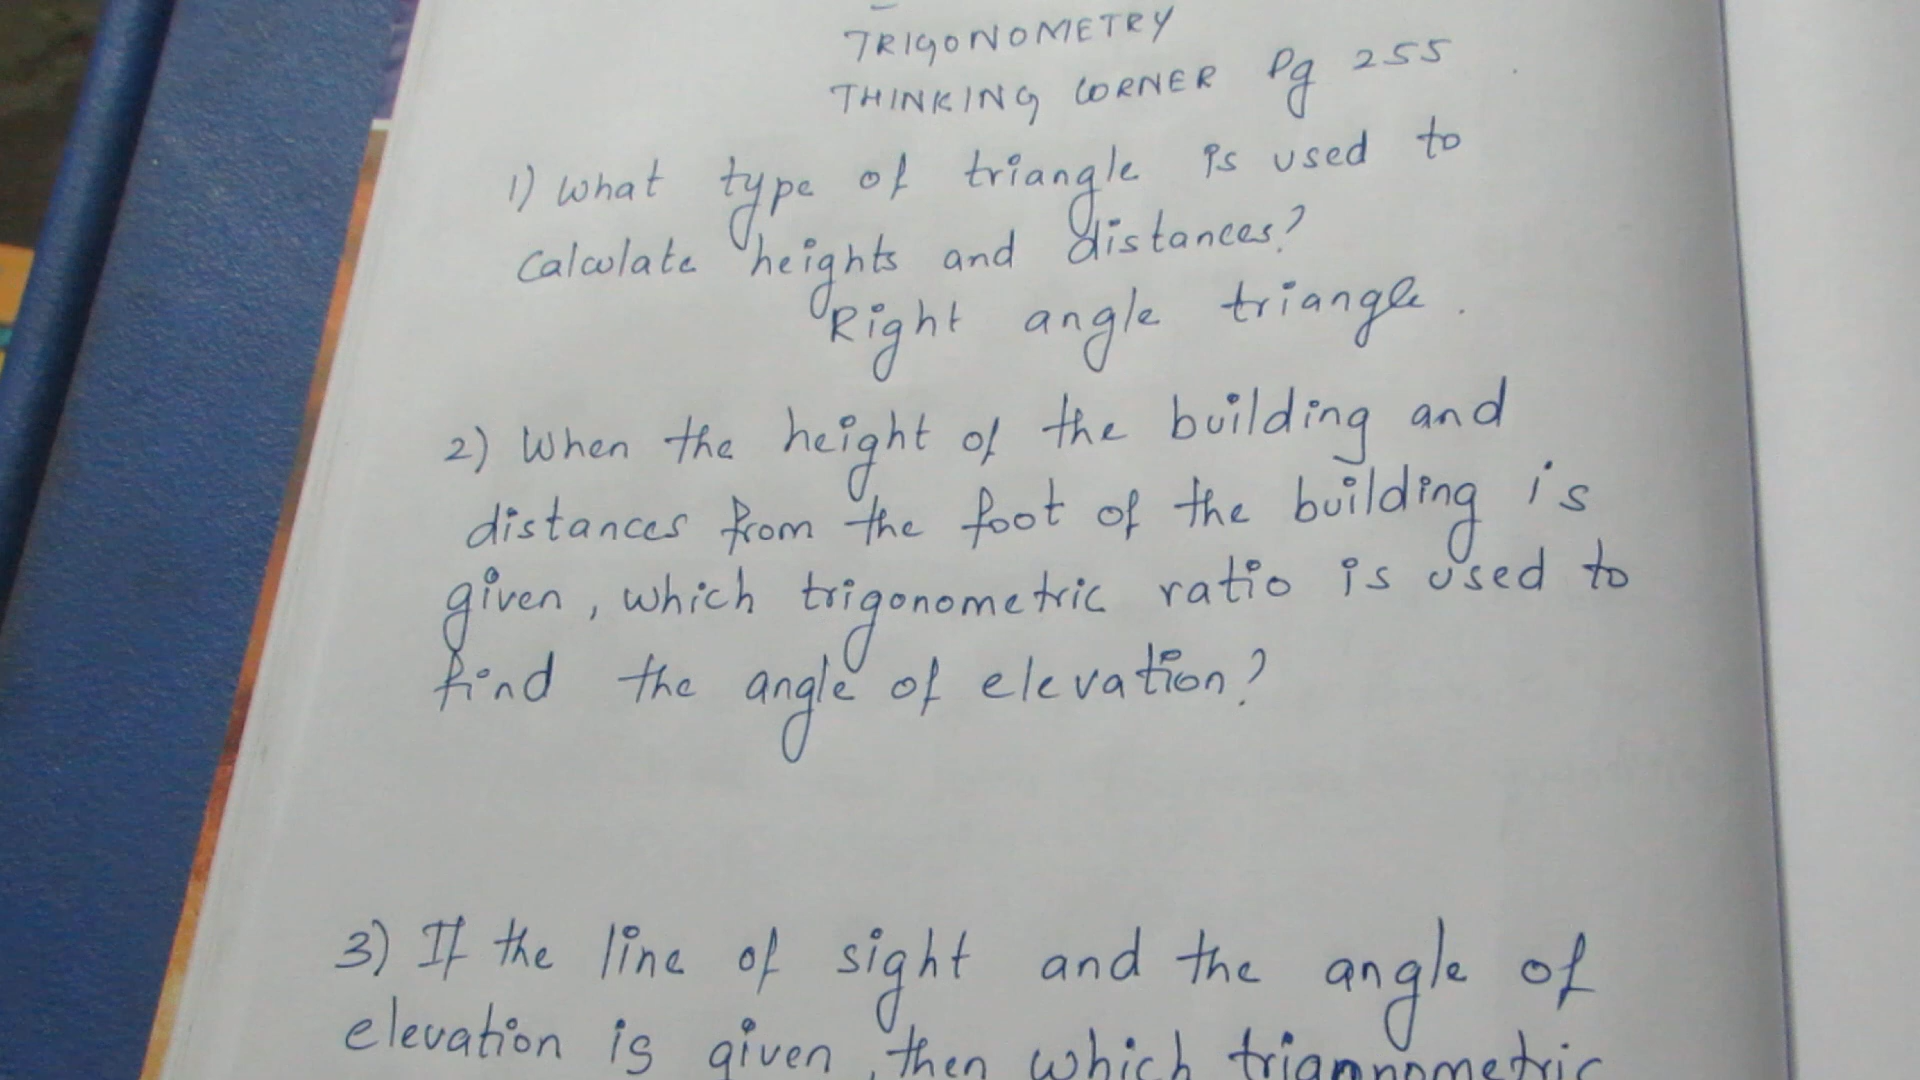 TRIGONOMETRY
THINKING CORNER Pg 255
1) What type of triangle is used to
calculate heights and distances?
Right angle triangle.
2) When the height of the building and
distances from the foot of the building is
given, which trigonometric ratio is used to
find the angle of elevation?
3) If the line of sight and the angle of
elevation is given, then which trigonometric